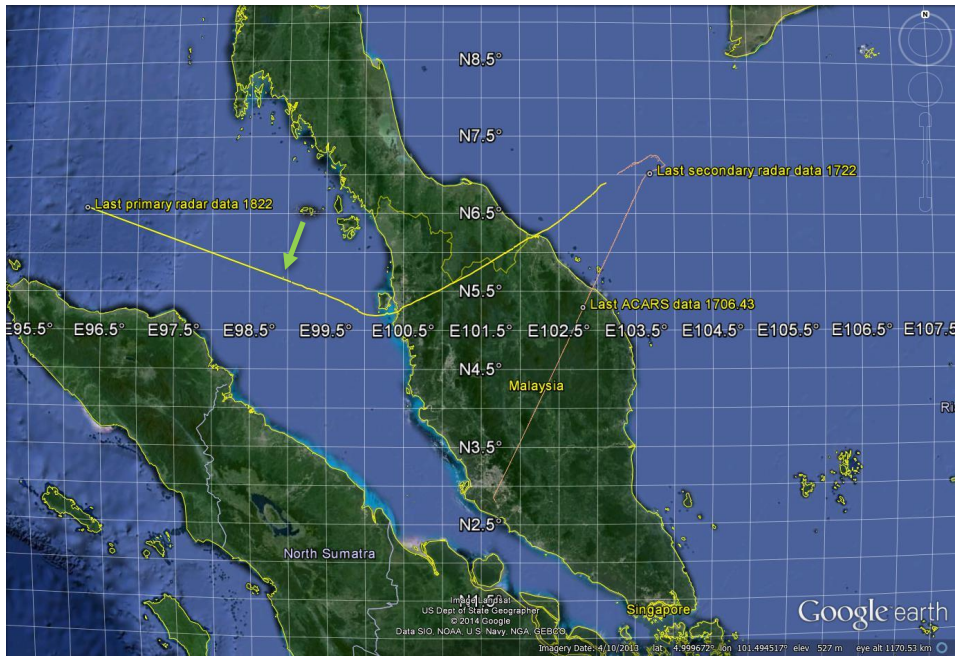 N
N8.5°
N7.5°
Last secondary radar data 1722
Last primary radar data 1822
N6.5°
N5.5°
Last ACARS data 1706.43
E95.5° E96.5° E97.5° E98.5° E99.5° E100.5° E101.5° E102.5° E103.5° E104.5° E105.5° E106.5° E107.5
N4.5°
Malaysia
Ri
N3.5°
N2.5°
North Sumatra
N1.5°
Image Landsat
US Dept of State Geographer
© 2014 Google
Data SIO, NOAA, U.S. Navy, NGA, GEBCO
Singapore
Google earth
Imagery Date: 4/10/2013 lat 4.999672° lon 101.494517° elev 527 m eye alt 1170.53 km